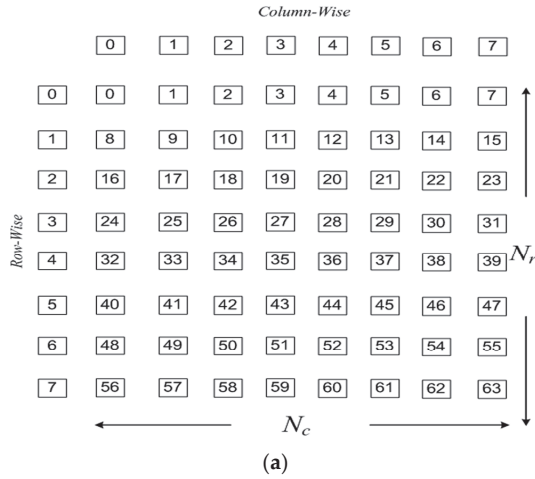 Column-Wise
0 1 2 3 4 5 6 7
0 0 1 2 3 4 5 6 7
1 8 9 10 11 12 13 14 15
2 16 17 18 19 20 21 22 23
3 24 25 26 27 28 29 30 31
Row-Wise
4 32 33 34 35 36 37 38 39
N_r
5 40 41 42 43 44 45 46 47
6 48 49 50 51 52 53 54 55
7 56 57 58 59 60 61 62 63
N_c
(a)